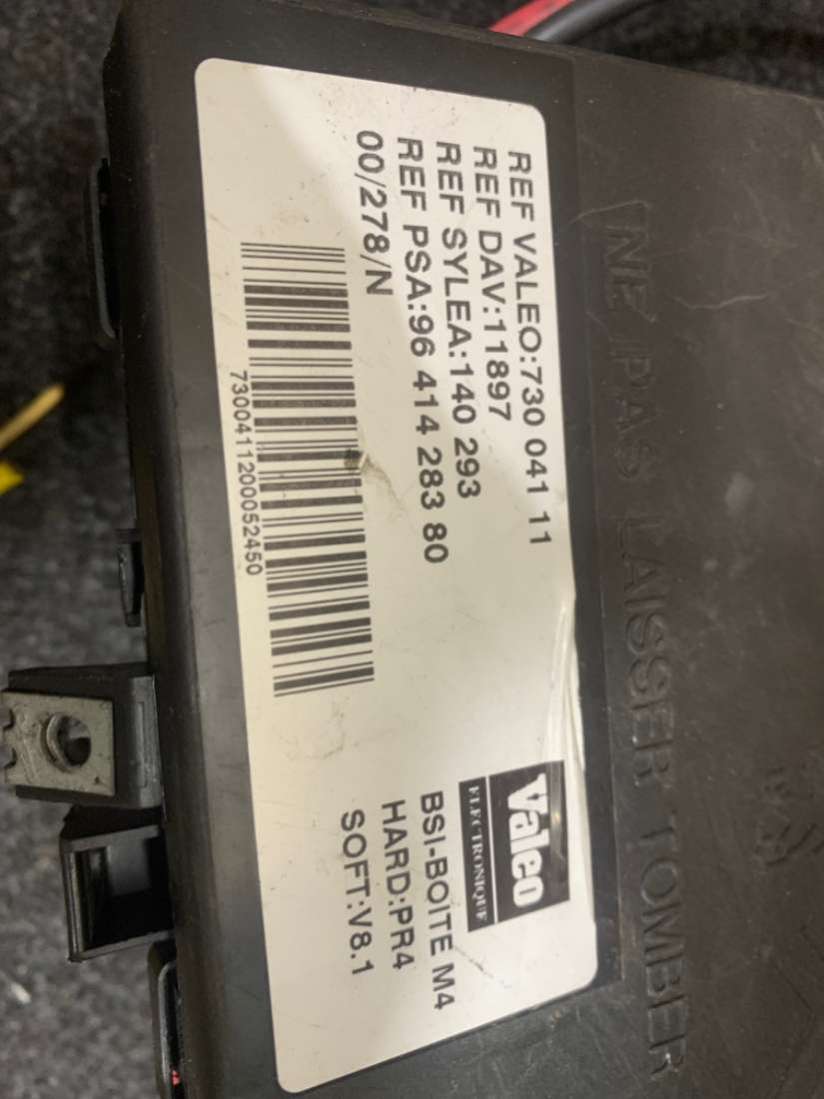 REF VALEO:730 041 11
REF DAV:11897
REF SYLEA:140 293
REF PSA:96 414 283 80
00/278/N
7300411200052450
Valeo
ELECTRONIQUE
BSI-BOITE M4
HARD:PR4
SOFT:V8.1
NE PAS LAISSER TOMBER